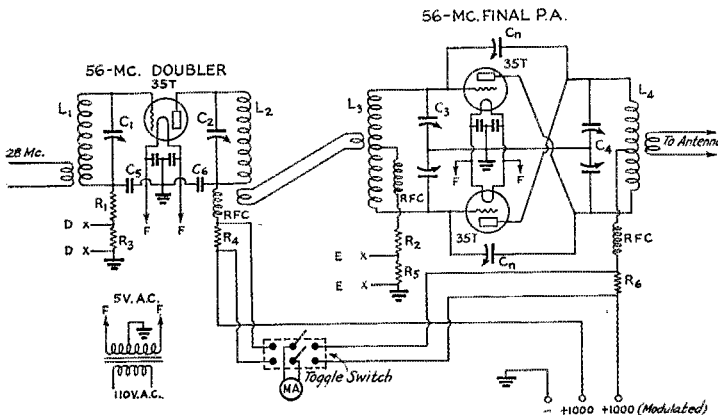 56-MC. FINAL P.A.
Cn
35T
56-MC. DOUBLER
35T
L1
C1
C2
L2
L3
C3
L4
28 Mc.
C5
C6
F
F
C4
To Antenna
R1
RFC
RFC
F
F
D X
R3
R4
D X
F
F
35T
RFC
R2
Cn
E X
R5
R6
E X
5V. A.C.
F
F
110V. A.C.
MA
Toggle Switch
- +1000 +1000 (Modulated)